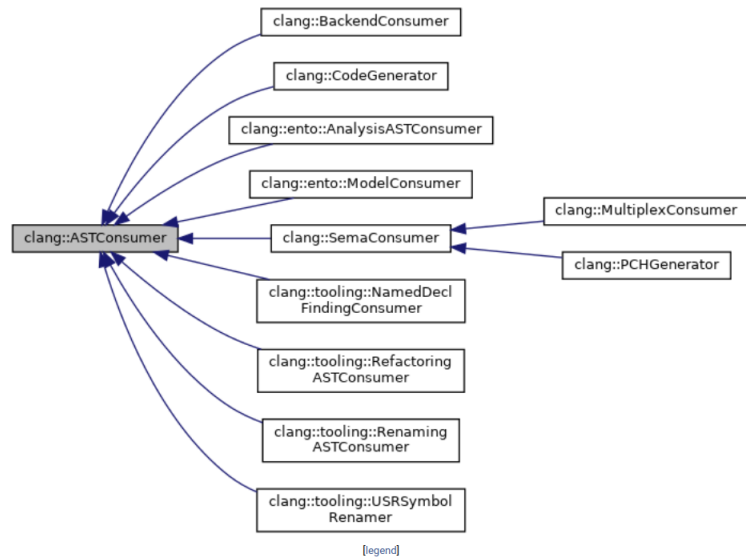 clang::BackendConsumer
clang::CodeGenerator
clang::ento::AnalysisASTConsumer
clang::ento::ModelConsumer
clang::MultiplexConsumer
clang::ASTConsumer
clang::SemaConsumer
clang::PCHGenerator
clang::tooling::NamedDecl
FindingConsumer
clang::tooling::Refactoring
ASTConsumer
clang::tooling::Renaming
ASTConsumer
clang::tooling::USRSymbol
Renamer
[legend]